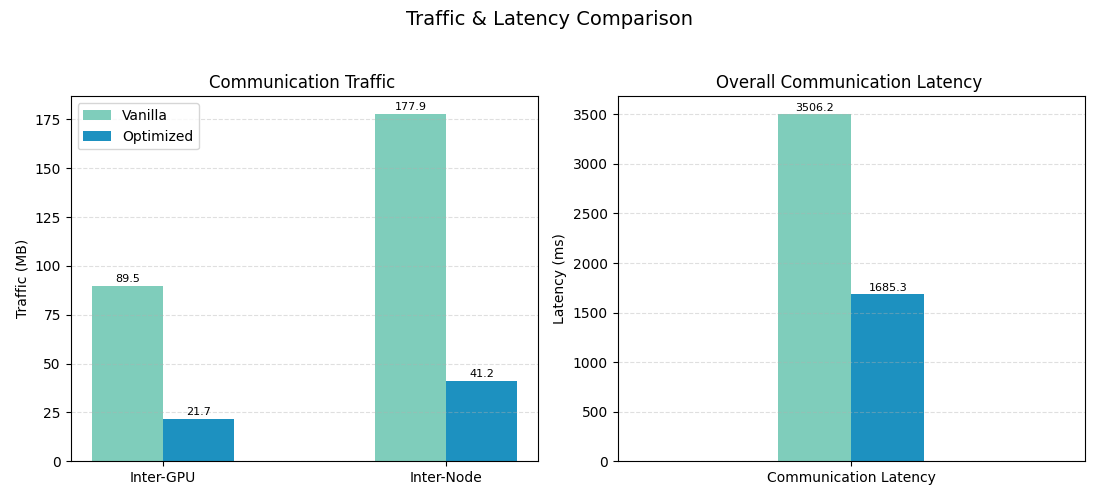 Traffic & Latency Comparison
Communication Traffic
Vanilla
Optimized
Traffic (MB)
175
150
125
100
75
50
25
0
89.5
21.7
177.9
41.2
Inter-GPU
Inter-Node
Overall Communication Latency
Latency (ms)
3500
3000
2500
2000
1500
1000
500
0
3506.2
1685.3
Communication Latency